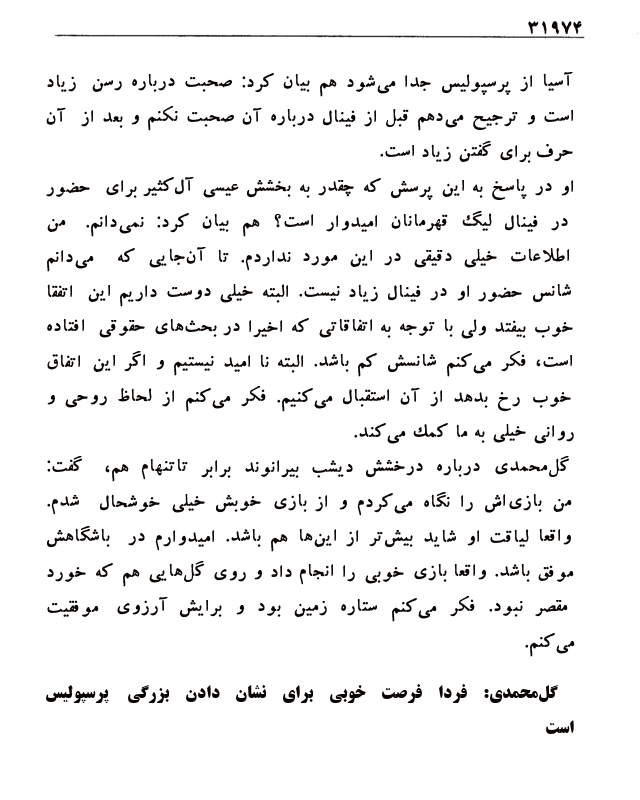 ۳۱۹۷۴
آسیا از پرسپولیس جدا می‌شود هم بیان کرد: صحبت درباره رسن زیاد
است و ترجیح می‌دهم قبل از فینال درباره آن صحبت نکنم و بعد از آن
حرف برای گفتن زیاد است.
او در پاسخ به این پرسش که چقدر به بخشش عیسی آل‌کثیر برای حضور
در فینال لیگ قهرمانان امیدوار است؟ هم بیان کرد: نمی‌دانم. من
اطلاعات خیلی دقیقی در این مورد نداردم. تا آن‌جایی که می‌دانم
شانس حضور او در فینال زیاد نیست. البته خیلی دوست داریم این اتفقا
خوب بیفتد ولی با توجه به اتفاقاتی که اخیرا در بحث‌های حقوقی افتاده
است، فکر می‌کنم شانسش کم باشد. البته نا امید نیستیم و اگر این اتفاق
خوب رخ بدهد از آن استقبال می‌کنیم. فکر می‌کنم از لحاظ روحی و
روانی خیلی به ما کمک می‌کند.
گل‌محمدی درباره درخشش دیشب بیرانوند برابر تاتنهام هم، گفت:
من بازی‌اش را نگاه می‌کردم و از بازی خوبش خیلی خوشحال شدم.
واقعا لیاقت او شاید بیش‌تر از این‌ها هم باشد. امیدوارم در باشگاهش
موفق باشد. واقعا بازی خوبی را انجام داد و روی گل‌هایی هم که خورد
مقصر نبود. فکر می‌کنم ستاره زمین بود و برایش آرزوی موفقیت
می‌کنم.
گل‌محمدی: فردا فرصت خوبی برای نشان دادن بزرگی پرسپولیس
است